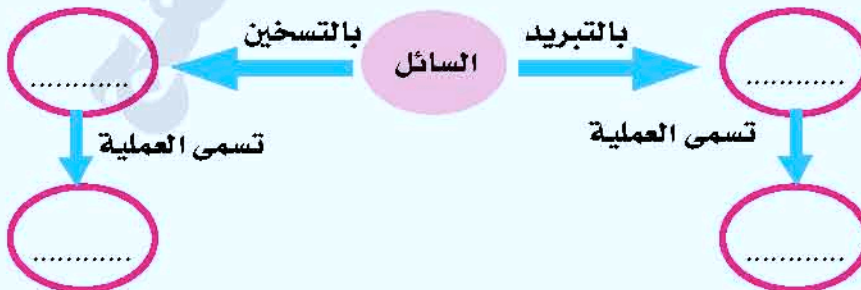 بالتبريد
السائل
بالتسخين
............
............
تسمى العملية
تسمى العملية
............
............